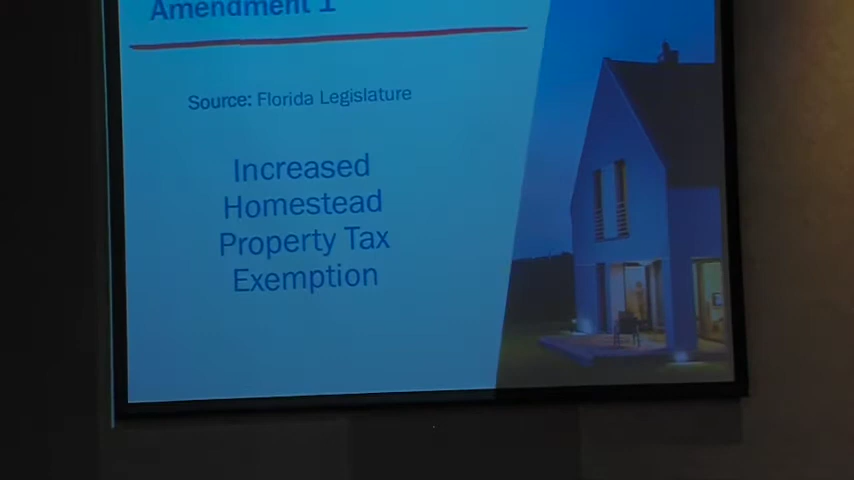 Amendment 1
Source: Florida Legislature
Increased
Homestead
Property Tax
Exemption